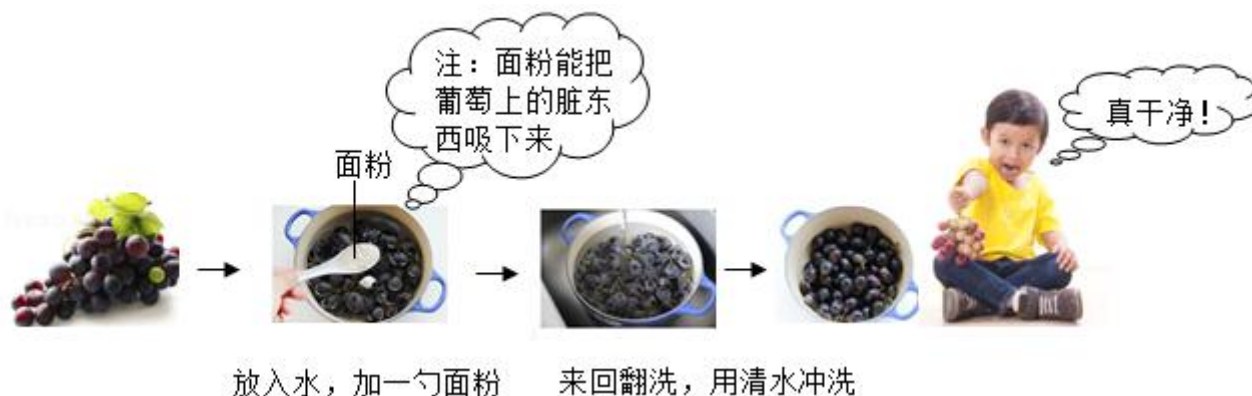 注：面粉能把
葡萄上的脏东
西吸下来
真干净！
面粉
放入水，加一勺面粉
来回翻洗，用清水冲洗